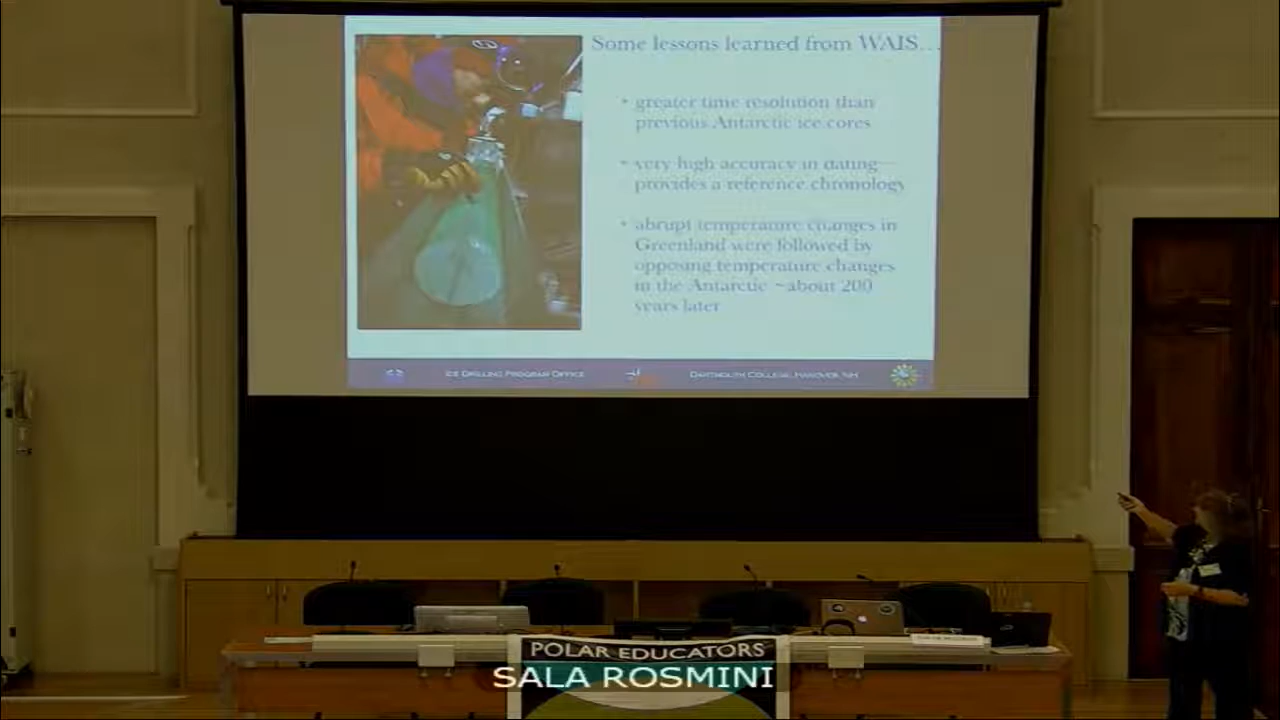 Some lessons learned from WAIS...
• greater time resolution than
previous Antarctic ice cores
• very high accuracy in dating—
provides a reference chronology
• abrupt temperature changes in
Greenland were followed by
opposing temperature changes
in the Antarctic ~about 200
years later
ICE DRILLING PROGRAM OFFICE
DARTMOUTH COLLEGE, HANOVER NH
POLAR EDUCATORS
SALA ROSMINI